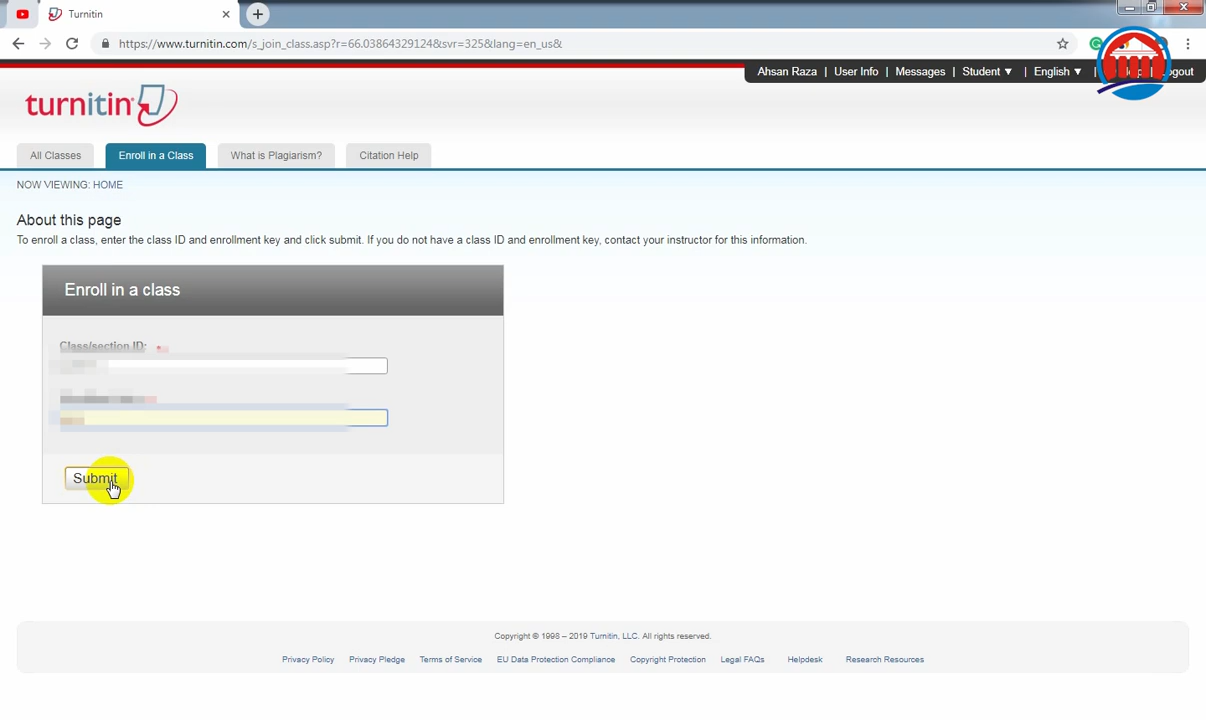 Turnitin
https://www.turnitin.com/s_join_class.asp?r=66.03864329124&svr=325&lang=en_us&
Ahsan Raza | User Info | Messages | Student ▼ | English ▼ | Help | Logout
turnitin
All Classes
Enroll in a Class
What is Plagiarism?
Citation Help
NOW VIEWING: HOME
About this page
To enroll a class, enter the class ID and enrollment key and click submit. If you do not have a class ID and enrollment key, contact your instructor for this information.
Enroll in a class
Class/section ID:
Submit
Copyright © 1998 – 2019 Turnitin, LLC. All rights reserved.
Privacy Policy Privacy Pledge Terms of Service EU Data Protection Compliance Copyright Protection Legal FAQs Helpdesk Research Resources